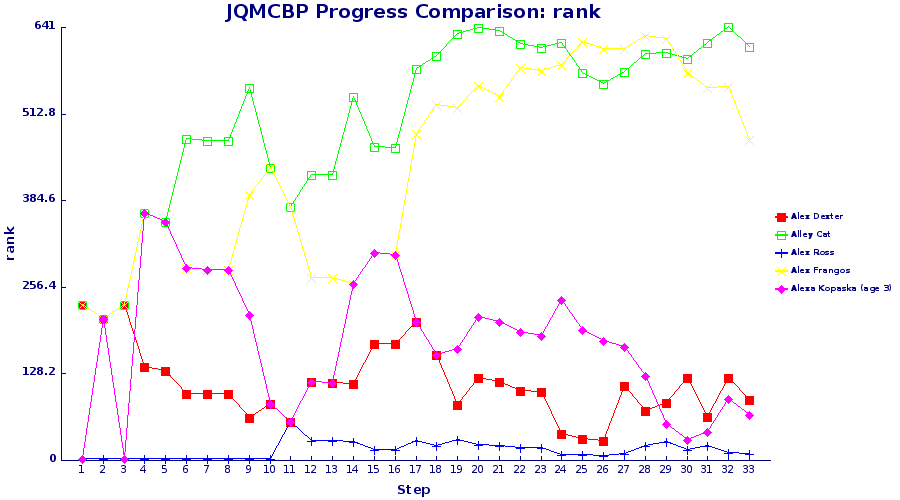 JQMCBP Progress Comparison: rank
641
512.8
384.6
256.4
128.2
0
rank
1 2 3 4 5 6 7 8 9 10 11 12 13 14 15 16 17 18 19 20 21 22 23 24 25 26 27 28 29 30 31 32 33
Step
Alex Dexter
Alley Cat
Alex Ross
Alex Frangos
Alexa Kopaska (age 3)